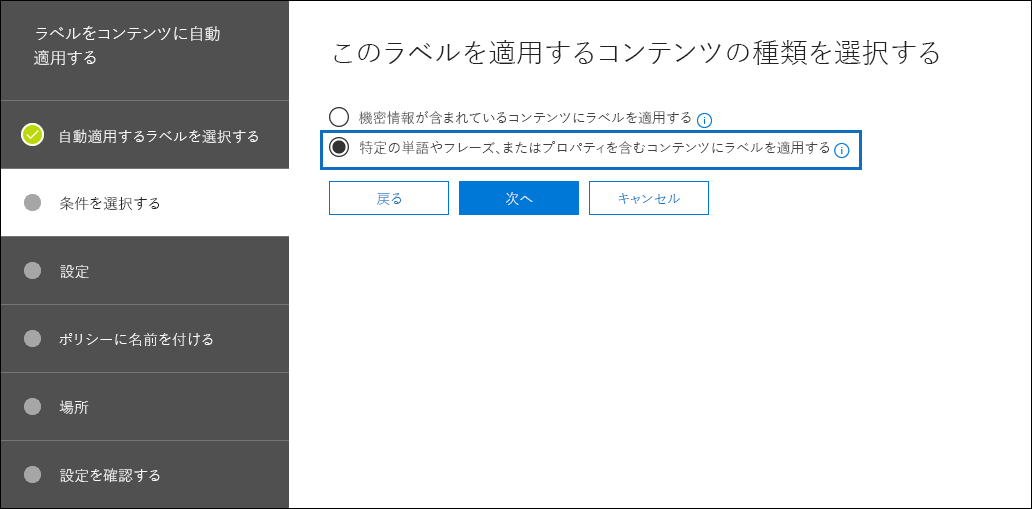 ラベルをコンテンツに自動
適用する
自動適用するラベルを選択する
条件を選択する
設定
ポリシーに名前を付ける
場所
設定を確認する
このラベルを適用するコンテンツの種類を選択する
機密情報が含まれているコンテンツにラベルを適用する
特定の単語やフレーズ、またはプロパティを含むコンテンツにラベルを適用する
戻る
次へ
キャンセル